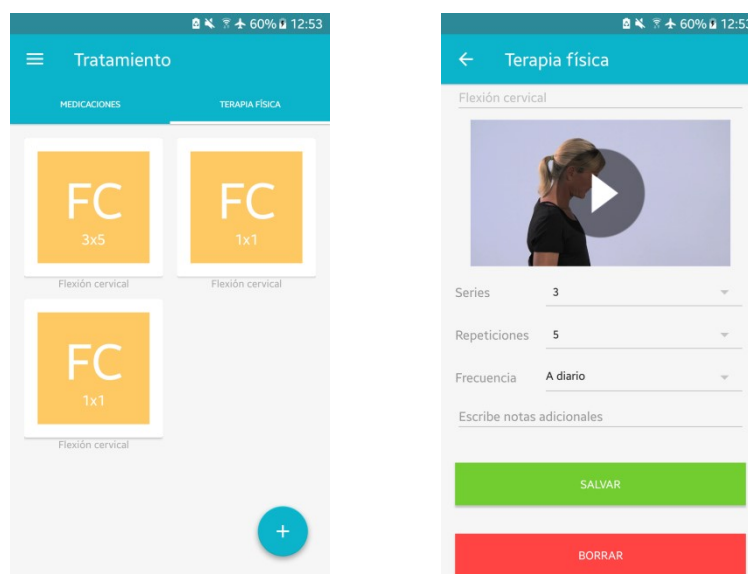 60% 12:53
Tratamiento
MEDICACIONES TERAPIA FÍSICA
FC FC
3x5 1x1
Flexión cervical Flexión cervical
FC
1x1
Flexión cervical
+
60% 12:53
Terapia física
Flexión cervical
Series 3
Repeticiones 5
Frecuencia A diario
Escribe notas adicionales
SALVAR
BORRAR